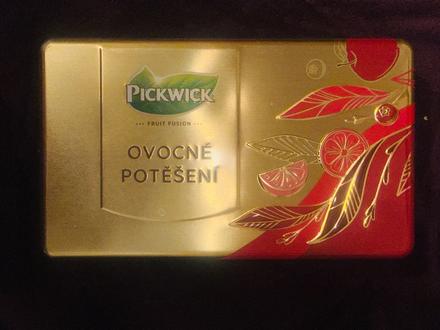 PICKWICK
FRUIT FUSION
OVOCNÉ
POTĚŠENÍ